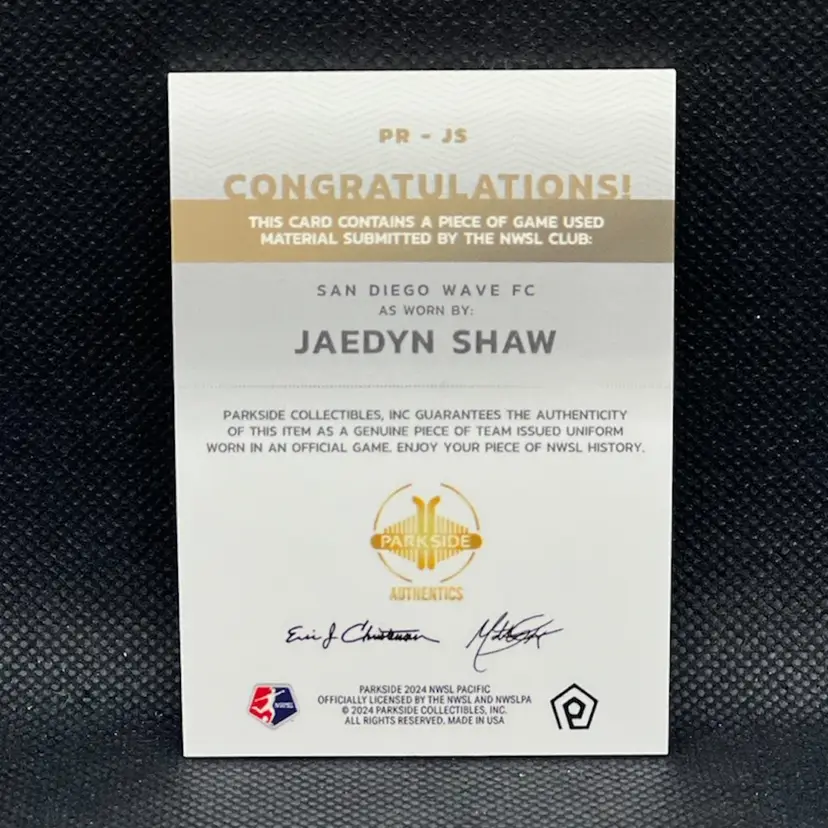 PR - JS
CONGRATULATIONS!
THIS CARD CONTAINS A PIECE OF GAME USED
MATERIAL SUBMITTED BY THE NWSL CLUB:
SAN DIEGO WAVE FC
AS WORN BY:
JAEDYN SHAW
PARKSIDE COLLECTIBLES, INC GUARANTEES THE AUTHENTICITY
OF THIS ITEM AS A GENUINE PIECE OF TEAM ISSUED UNIFORM
WORN IN AN OFFICIAL GAME. ENJOY YOUR PIECE OF NWSL HISTORY.
PARKSIDE
AUTHENTICS
Eric J. Christensen
PARKSIDE 2024 NWSL PACIFIC
OFFICIALLY LICENSED BY THE NWSL AND NWSLPA
© 2024 PARKSIDE COLLECTIBLES, INC.
ALL RIGHTS RESERVED. MADE IN USA